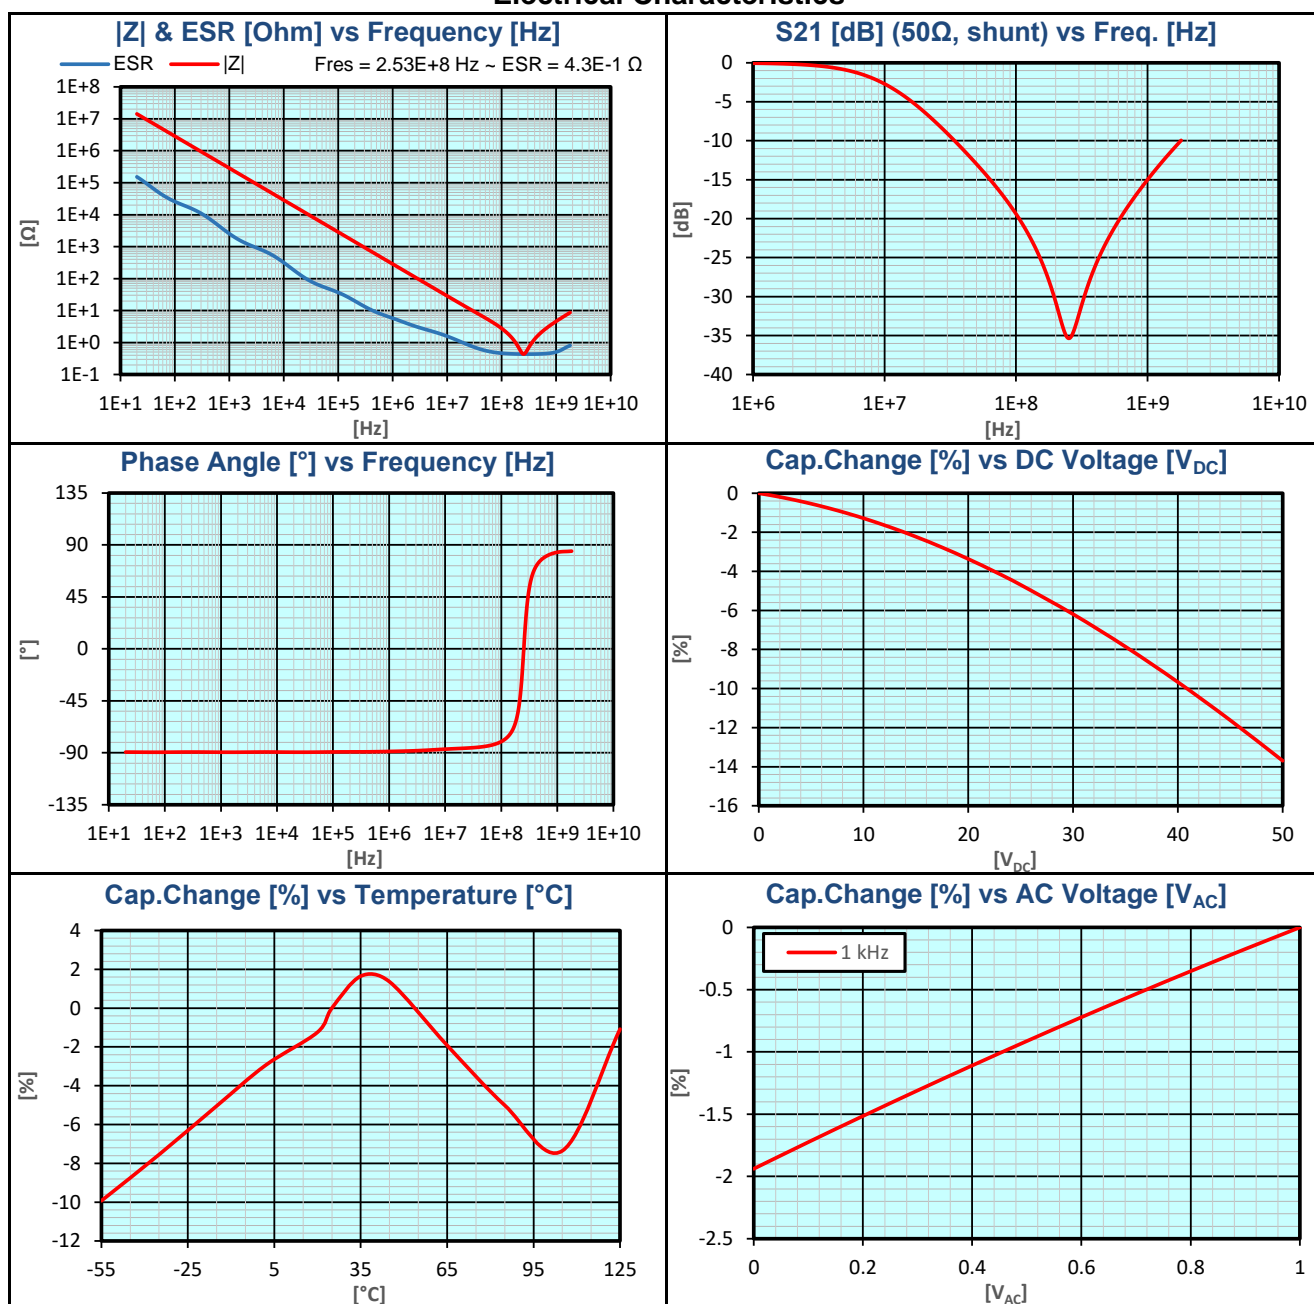 Electrical Characteristics
|Z| & ESR [Ohm] vs Frequency [Hz]
ESR |Z| Fres = 2.53E+8 Hz ~ ESR = 4.3E-1 Ω
1E+8
1E+7
1E+6
1E+5
1E+4
1E+3
1E+2
1E+1
1E+0
1E-1
[Ω]
1E+1 1E+2 1E+3 1E+4 1E+5 1E+6 1E+7 1E+8 1E+9 1E+10
[Hz]
S21 [dB] (50Ω, shunt) vs Freq. [Hz]
0
-5
-10
-15
-20
-25
-30
-35
-40
[dB]
1E+6 1E+7 1E+8 1E+9 1E+10
[Hz]
Phase Angle [°] vs Frequency [Hz]
135
90
45
0
-45
-90
-135
[°]
1E+1 1E+2 1E+3 1E+4 1E+5 1E+6 1E+7 1E+8 1E+9 1E+10
[Hz]
Cap.Change [%] vs DC Voltage [VDC]
0
-2
-4
-6
-8
-10
-12
-14
-16
[%]
0 10 20 30 40 50
[VDC]
Cap.Change [%] vs Temperature [°C]
4
2
0
-2
-4
-6
-8
-10
-12
[%]
-55 -25 5 35 65 95 125
[°C]
Cap.Change [%] vs AC Voltage [VAC]
1 kHz
0
-0.5
-1
-1.5
-2
-2.5
[%]
0 0.2 0.4 0.6 0.8 1
[VAC]